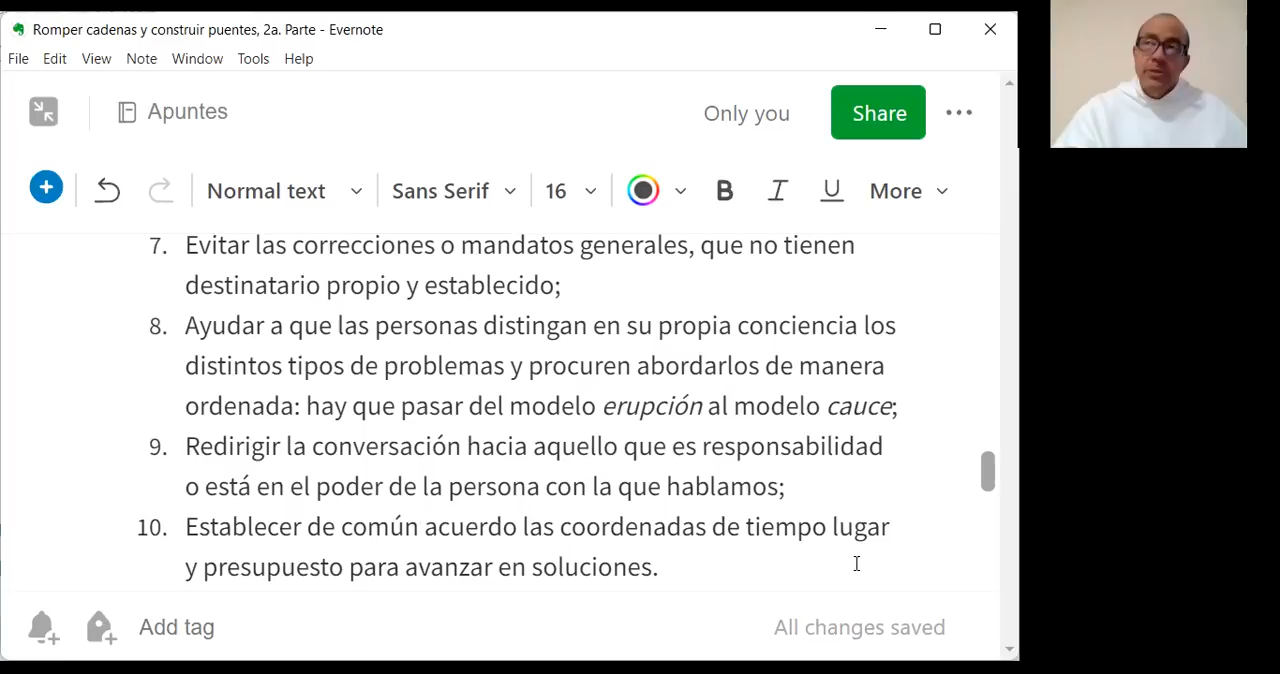 Romper cadenas y construir puentes, 2a. Parte - Evernote
File Edit View Note Window Tools Help
Apuntes
Only you
Share
Normal text
Sans Serif
16
B I U More
7. Evitar las correcciones o mandatos generales, que no tienen
destinatario propio y establecido;
8. Ayudar a que las personas distingan en su propia conciencia los
distintos tipos de problemas y procuren abordarlos de manera
ordenada: hay que pasar del modelo erupción al modelo cauce;
9. Redirigir la conversación hacia aquello que es responsabilidad
o está en el poder de la persona con la que hablamos;
10. Establecer de común acuerdo las coordenadas de tiempo lugar
y presupuesto para avanzar en soluciones.
Add tag
All changes saved